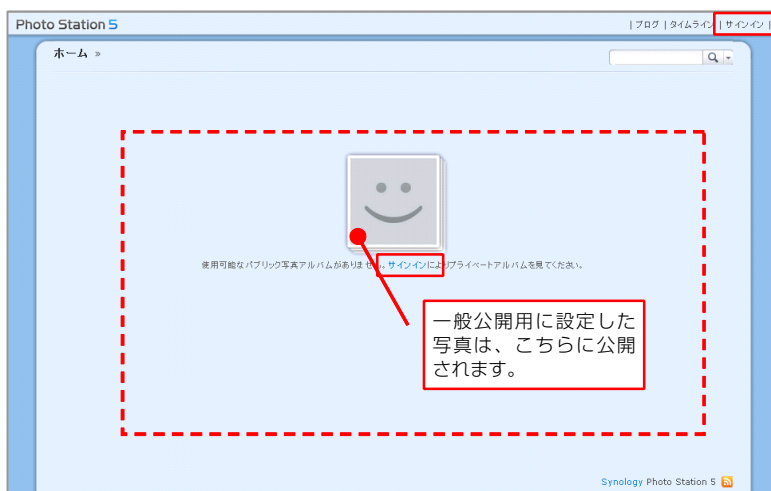 Photo Station 5
| ブログ | タイムライン | サインイン |
ホーム »
使用可能なパブリック写真アルバムがありません。サインインによりプライベートアルバムを見てください。
一般公開用に設定した
写真は、こちらに公開
されます。
Synology Photo Station 5